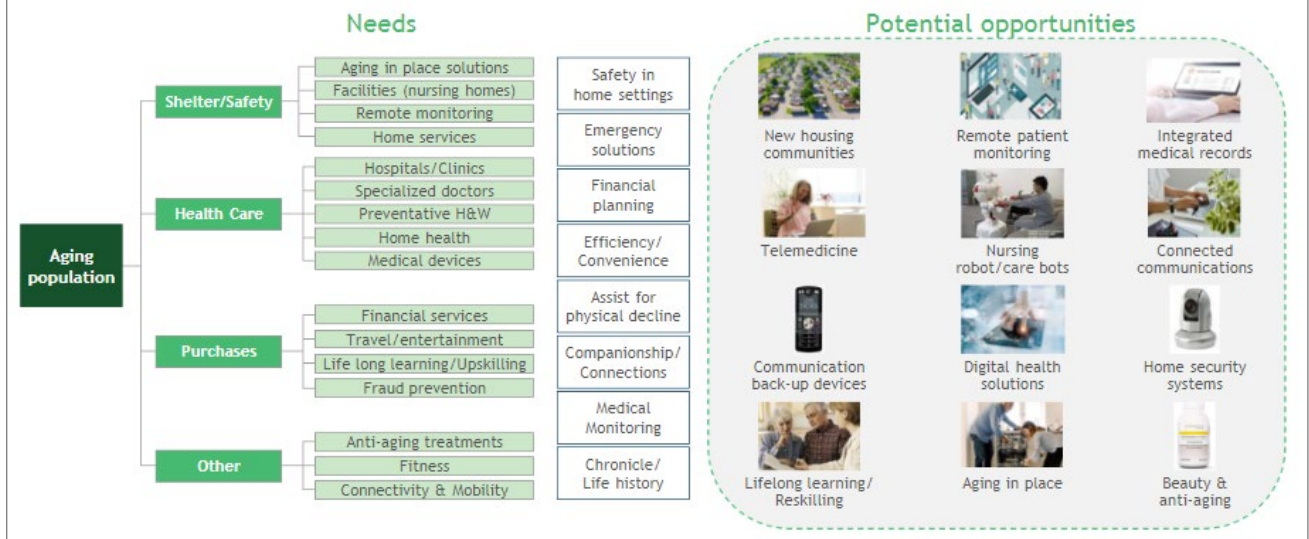 Needs
Potential opportunities
Aging
population
Shelter/Safety
Aging in place solutions
Facilities (nursing homes)
Remote monitoring
Home services
Health Care
Hospitals/Clinics
Specialized doctors
Preventative H&W
Home health
Medical devices
Purchases
Financial services
Travel/entertainment
Life long learning/Upskilling
Fraud prevention
Other
Anti-aging treatments
Fitness
Connectivity & Mobility
Safety in
home settings
Emergency
solutions
Financial
planning
Efficiency/
Convenience
Assist for
physical decline
Companionship/
Connections
Medical
Monitoring
Chronicle/
Life history
New housing
communities
Remote patient
monitoring
Integrated
medical records
Telemedicine
Nursing
robot/care bots
Connected
communications
Communication
back-up devices
Digital health
solutions
Home security
systems
Lifelong learning/
Reskilling
Aging in place
Beauty &
anti-aging